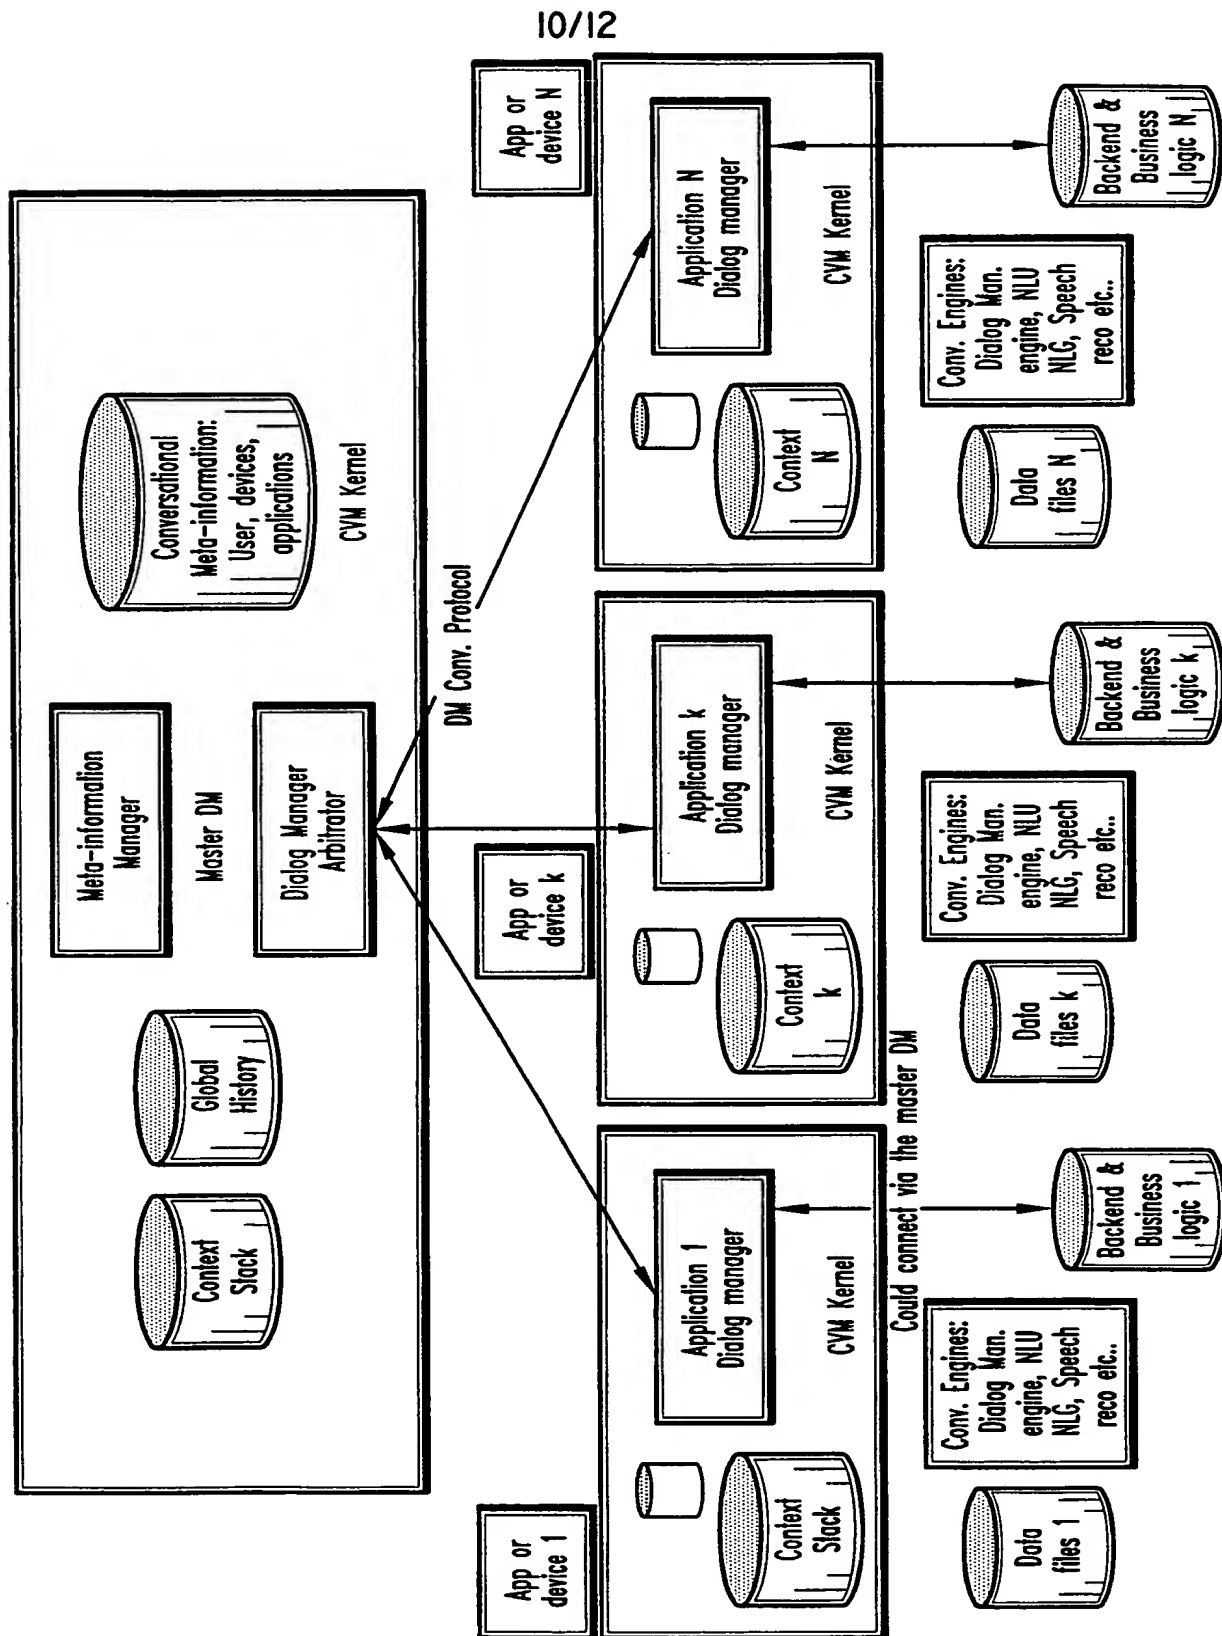 10/12
Context
Stack
Global
History
Meta-information
Manager
Master DM
Dialog Manager
Arbitrator
Conversational
Meta-information:
User, devices,
applications
CVM Kernel
DM Conv. Protocol
App or
device 1
Context
Stack
Application 1
Dialog manager
CVM Kernel
App or
device k
Context
k
Application k
Dialog manager
CVM Kernel
App or
device N
Context
N
Application N
Dialog manager
CVM Kernel
Could connect via the master DM
Data
files 1
Conv. Engines:
Dialog Man.
engine, NLU
NLG, Speech
reco etc..
Backend &
Business
logic 1
Data
files k
Conv. Engines:
Dialog Man.
engine, NLU
NLG, Speech
reco etc..
Backend &
Business
logic k
Data
files N
Conv. Engines:
Dialog Man.
engine, NLU
NLG, Speech
reco etc..
Backend &
Business
logic N